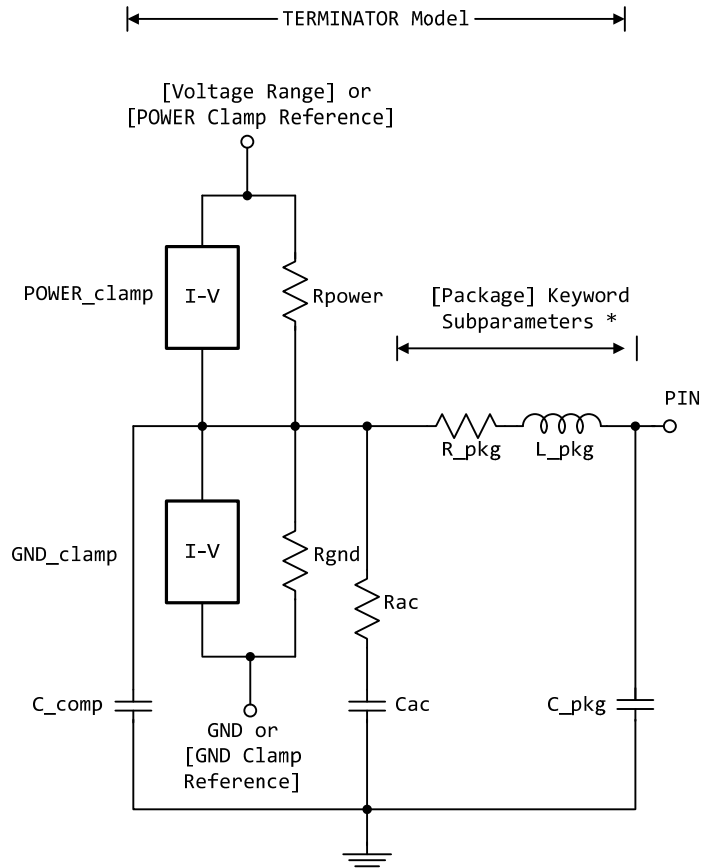 TERMINATOR Model
[Voltage Range] or
[POWER Clamp Reference]
POWER_clamp
I-V
Rpower
[Package] Keyword
Subparameters *
PIN
R_pkg
L_pkg
GND_clamp
I-V
Rgnd
Rac
C_comp
Cac
C_pkg
GND or
[GND Clamp
Reference]